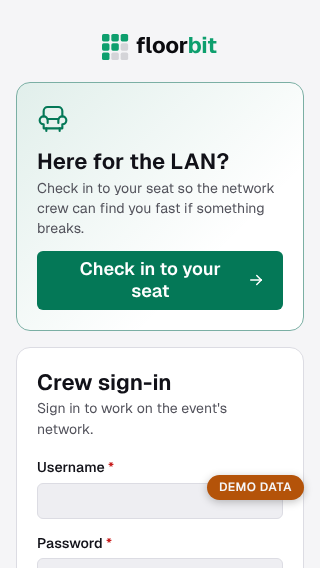 floorbit
Here for the LAN?
Check in to your seat so the network
crew can find you fast if something
breaks.
Check in to your
seat
Crew sign-in
Sign in to work on the event's
network.
Username *
DEMO DATA
Password *